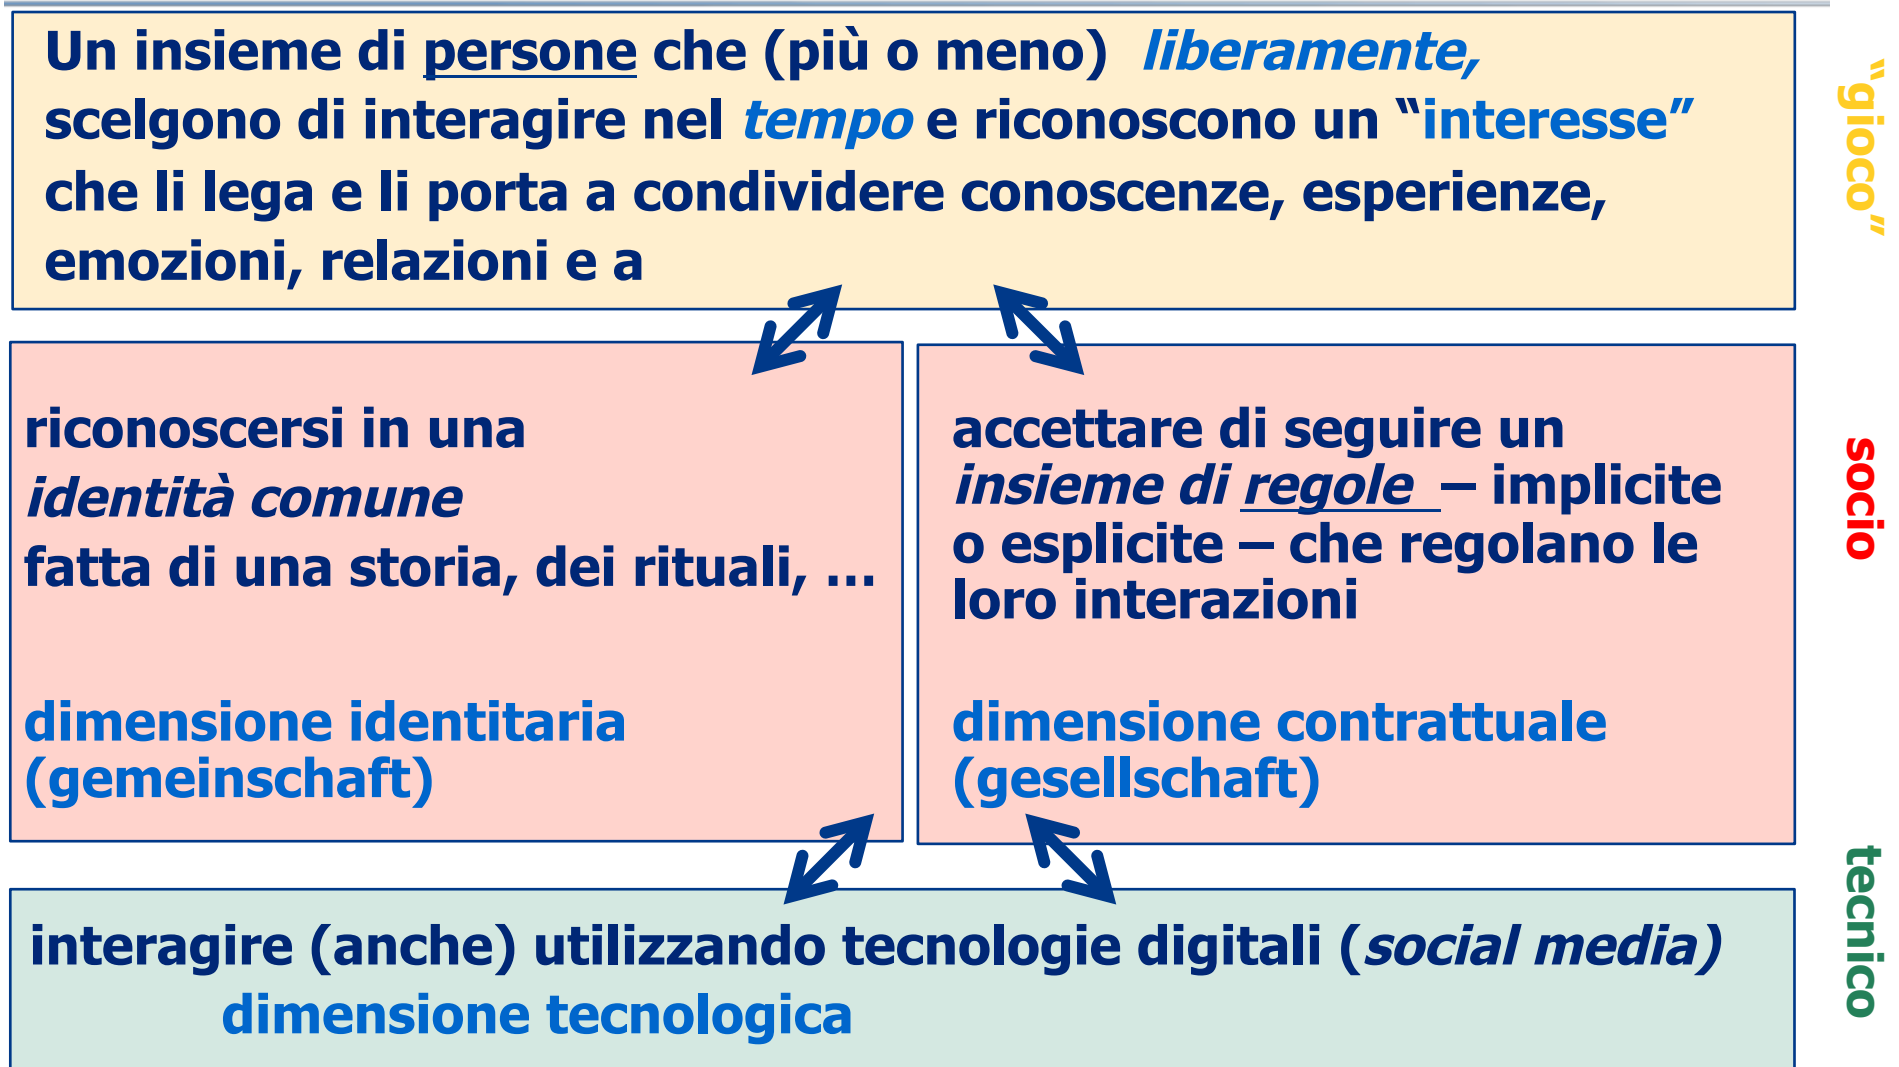 Un insieme di persone che (più o meno) liberamente,
scelgono di interagire nel tempo e riconoscono un “interesse”
che li lega e li porta a condividere conoscenze, esperienze,
emozioni, relazioni e a
“gioco”
riconoscersi in una
identità comune
fatta di una storia, dei rituali, ...
dimensione identitaria
(gemeinschaft)
accettare di seguire un
insieme di regole – implicite
o esplicite – che regolano le
loro interazioni
dimensione contrattuale
(gesellschaft)
socio
interagire (anche) utilizzando tecnologie digitali (social media)
dimensione tecnologica
tecnico